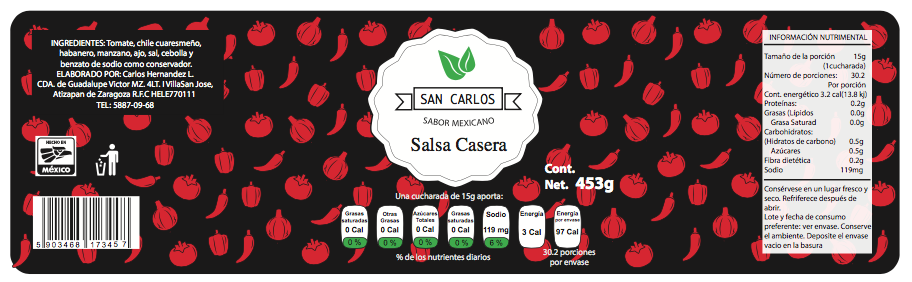 INGREDIENTES: Tomate, chile cuaresmeño,
habanero, manzano, ajo, sal, cebolla y
benzato de sodio como conservador.
ELABORADO POR: Carlos Hernandez L.
CDA. de Guadalupe Victor MZ. 4LT. I VillaSan Jose,
Atizapan de Zaragoza R.F.C HELE770111
TEL: 5887-09-68
HECHO EN
MÉXICO
5 903468 173457
SAN CARLOS
SABOR MEXICANO
Salsa Casera
Cont.
Net. 453g
Una cucharada de 15g aporta:
Grasas saturadas 0 Cal 0 %
Otras Grasas 0 Cal 0 %
Azúcares Totales 0 Cal 0 %
Grasas saturadas 0 Cal 0 %
Sodio 119 mg 6 %
Energía 3 Cal
Energía por envase 97 Cal
% de los nutrientes diarios
30.2 porciones
por envase
INFORMACIÓN NUTRIMENTAL
Tamaño de la porción 15g
(1cucharada)
Número de porciones: 30.2
Por porción
Cont. energético 3.2 cal(13.8 kj)
Proteínas: 0.2g
Grasas (Lípidos 0.0g
Grasa Saturad 0.0g
Carbohidratos:
(Hidratos de carbono) 0.5g
Azúcares 0.5g
Fibra dietética 0.2g
Sodio 119mg
Consérvese en un lugar fresco y
seco. Refriferece después de
abrir.
Lote y fecha de consumo
preferente: ver envase. Conserve
el ambiente. Deposite el envase
vacio en la basura